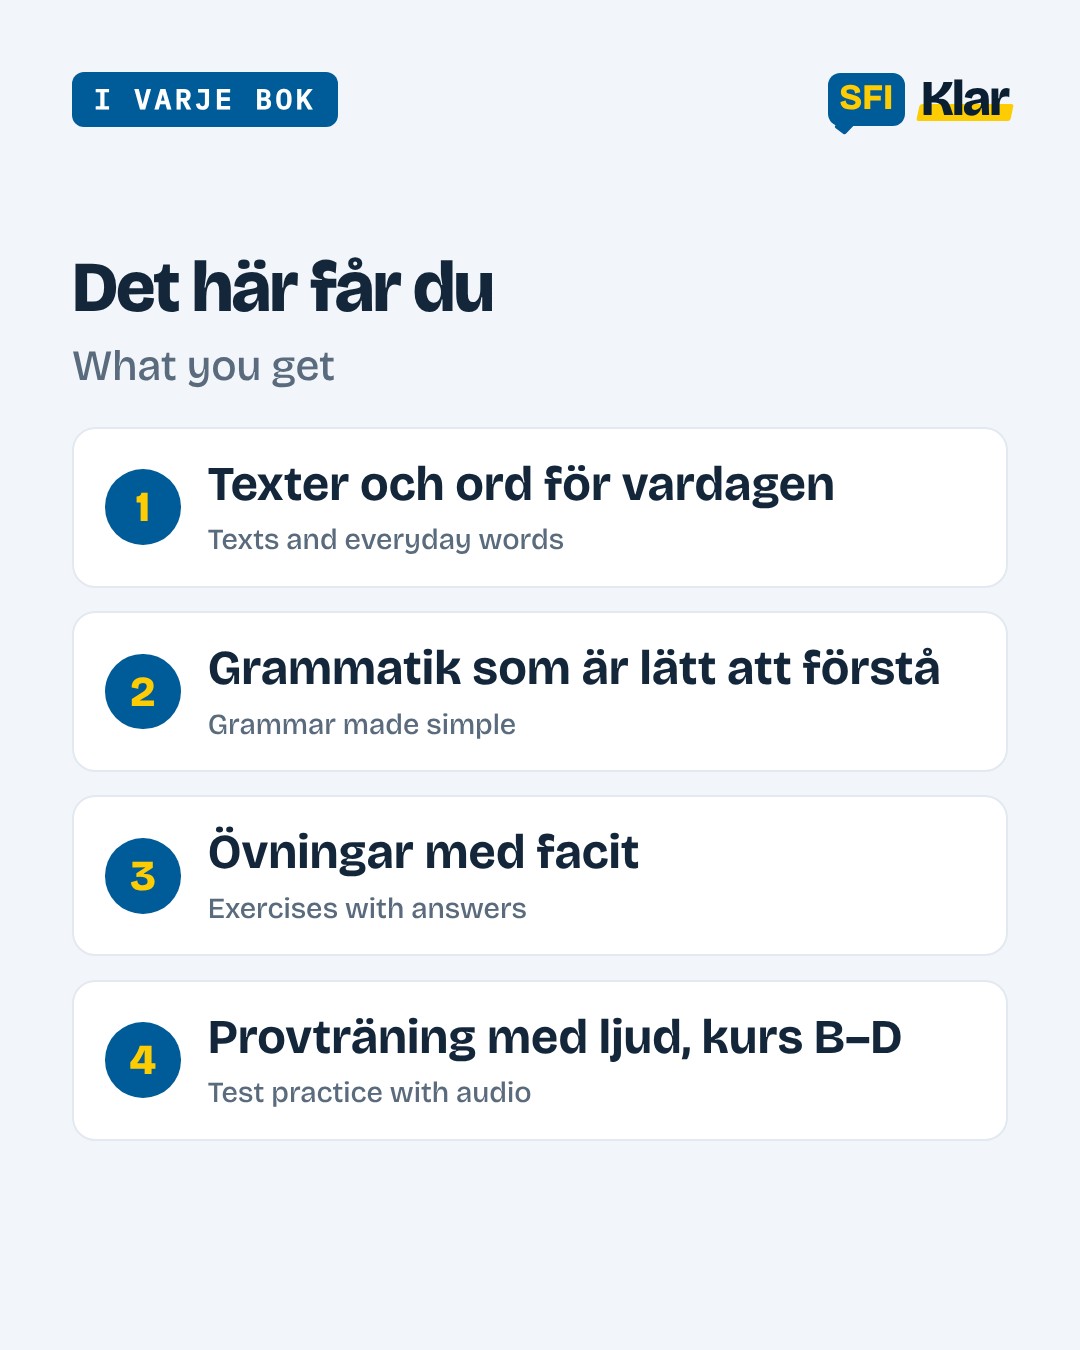 I VARJE BOK
SFI Klar
Det här får du
What you get
1
Texter och ord för vardagen
Texts and everyday words
2
Grammatik som är lätt att förstå
Grammar made simple
3
Övningar med facit
Exercises with answers
4
Provträning med ljud, kurs B–D
Test practice with audio